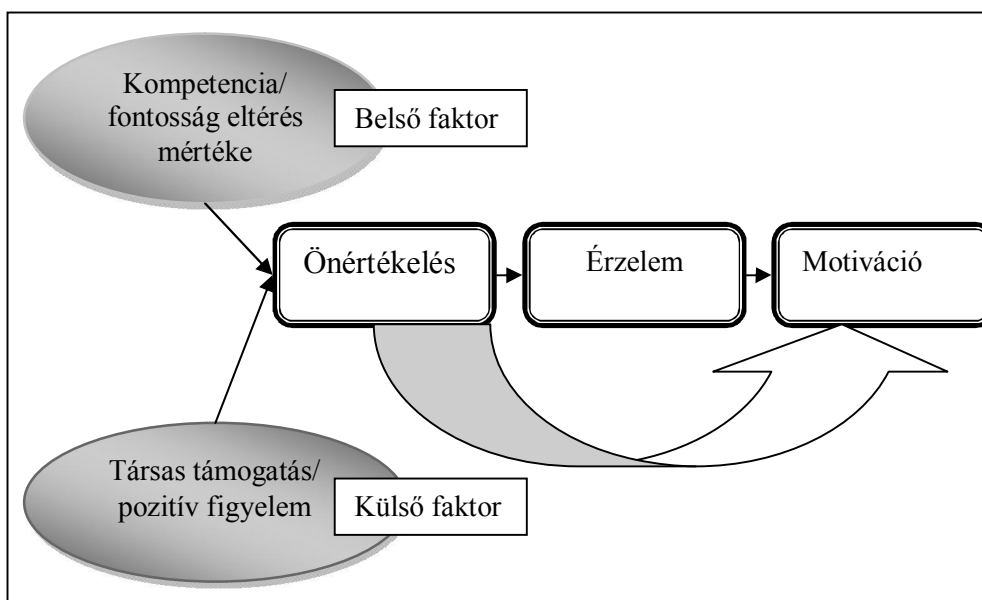 Kompetencia/
fontosság eltérés
mértéke
Belső faktor
Önértékelés
Érzelem
Motiváció
Társas támogatás/
pozitív figyelem
Külső faktor